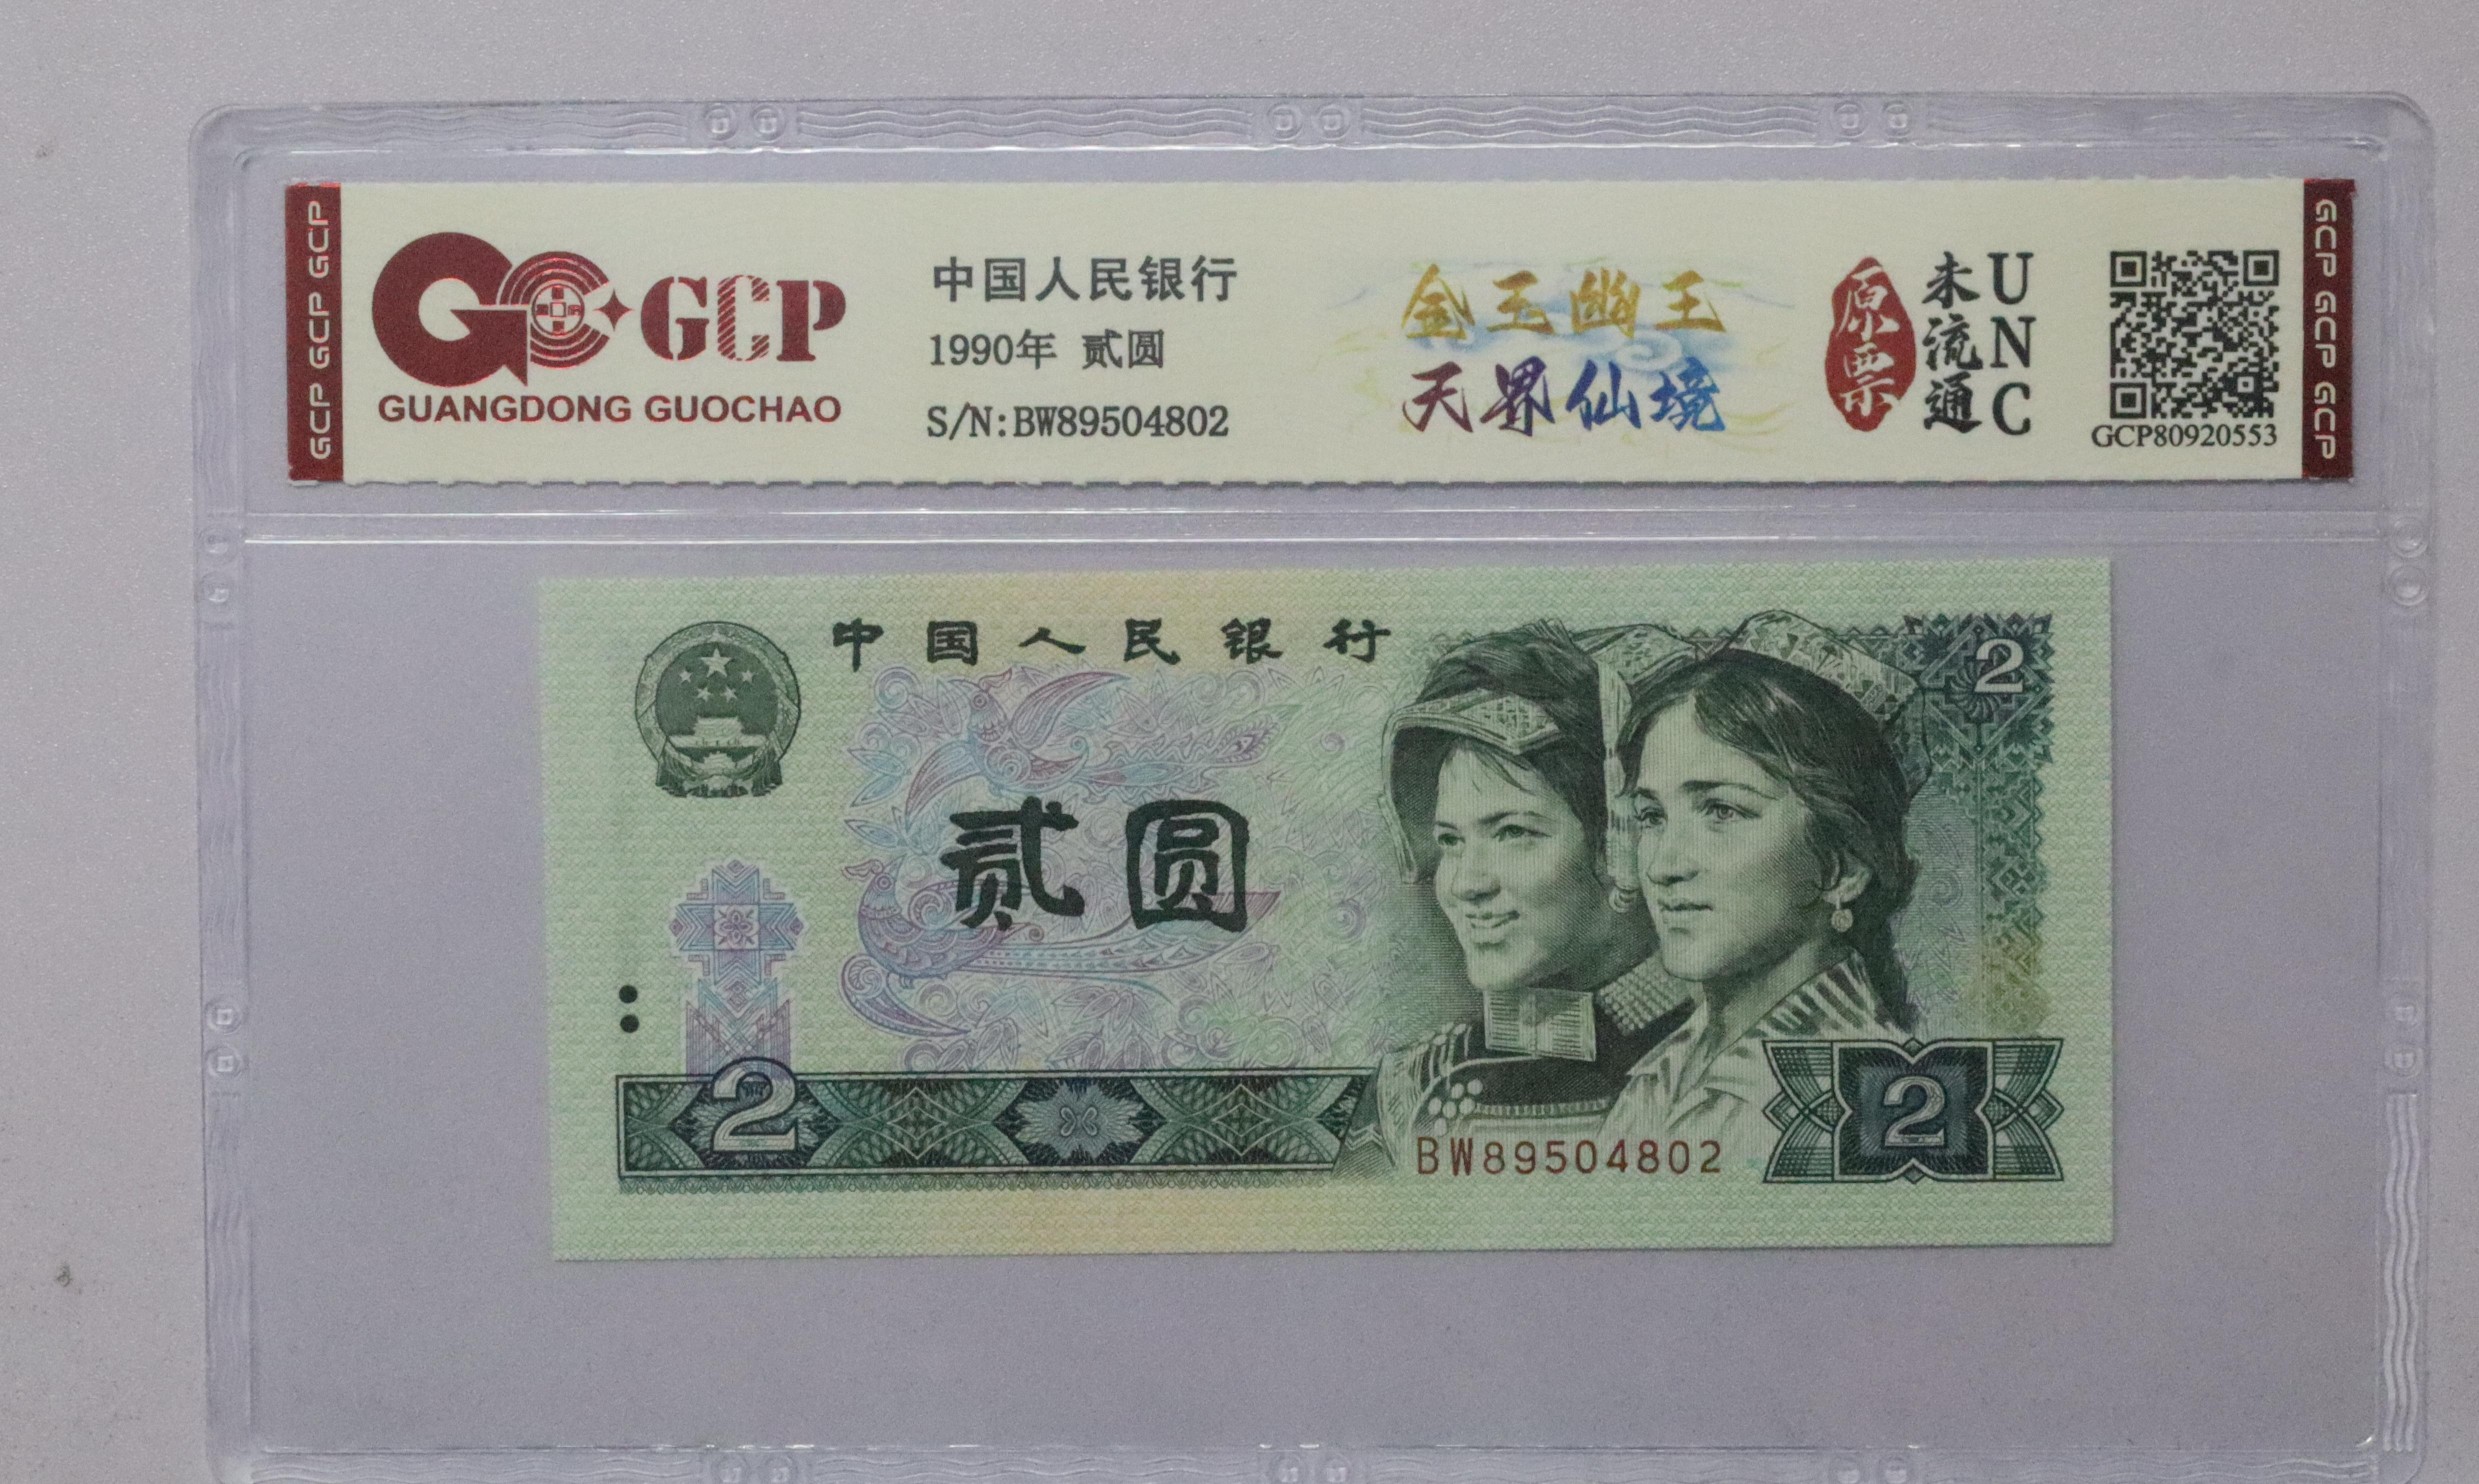 GCP GCP GCP
GCP
GUANGDONG GUOCHAO
中国人民银行
1990年 贰圆
S/N:BW89504802
金玉幽王
天界仙境
原票
未流通
UNC
GCP80920553
GCP GCP GCP
中国人民银行
2
贰圆
2
BW89504802
2